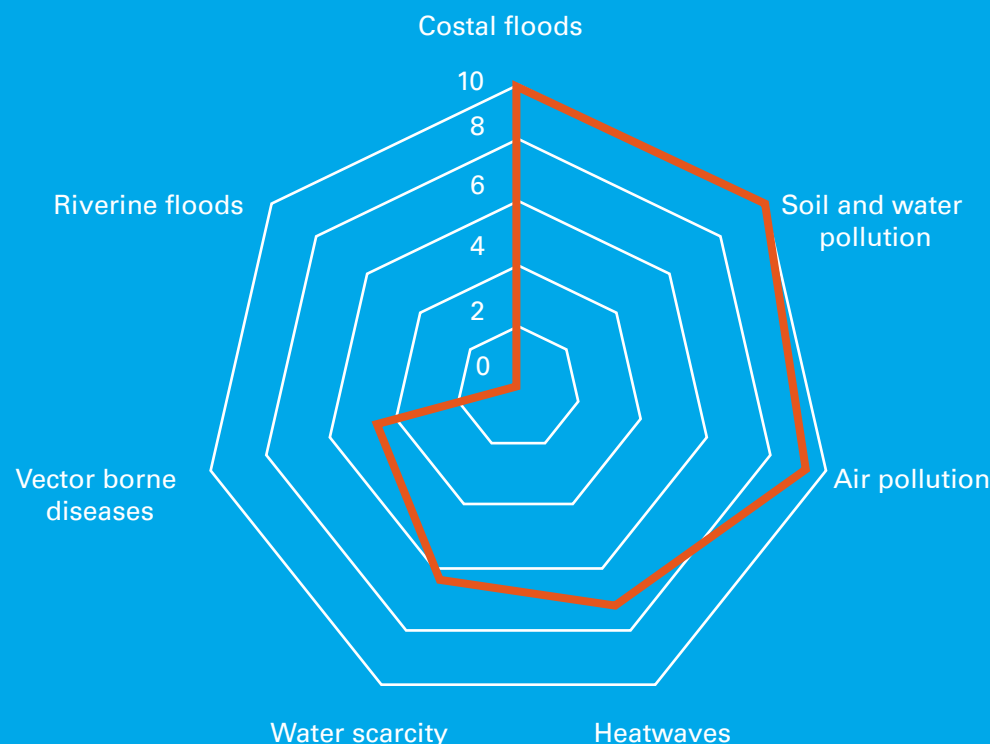 Costal floods
10
8
6
4
2
0
Riverine floods
Soil and water
pollution
Vector borne
diseases
Air pollution
Water scarcity
Heatwaves